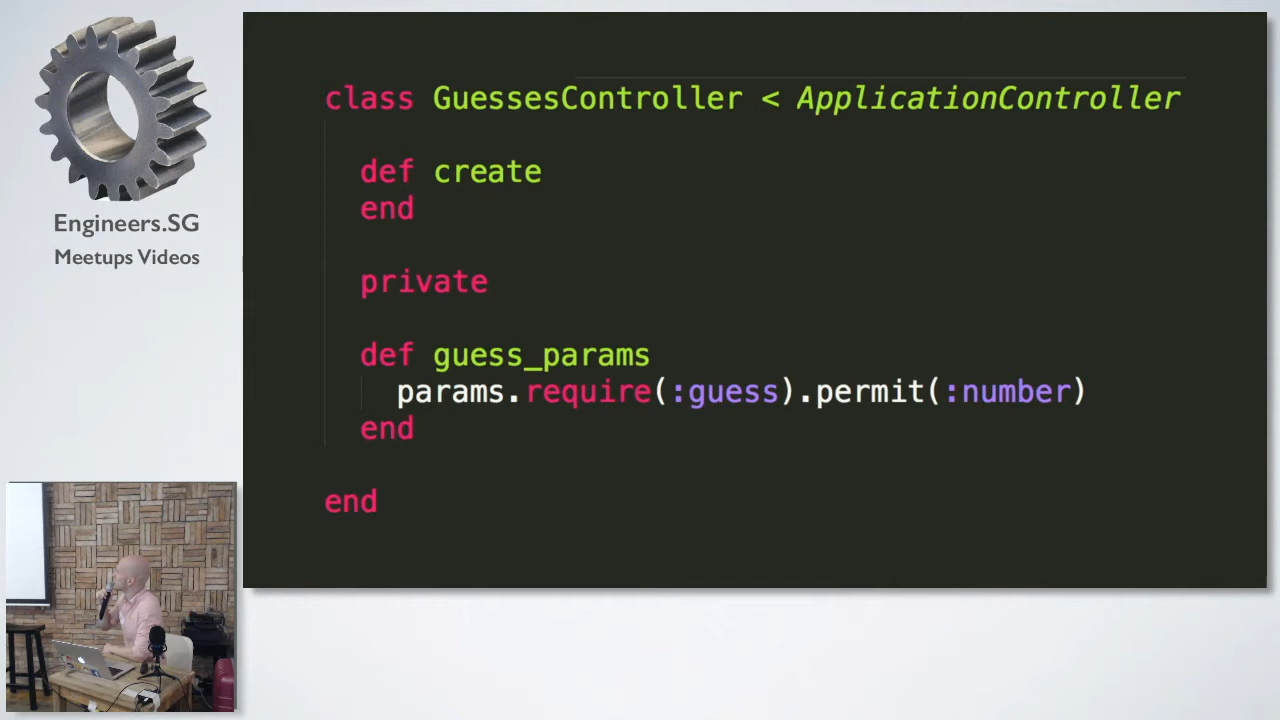 Engineers.SG
Meetups Videos
class GuessesController < ApplicationController
def create
end
private
def guess_params
params.require(:guess).permit(:number)
end
end